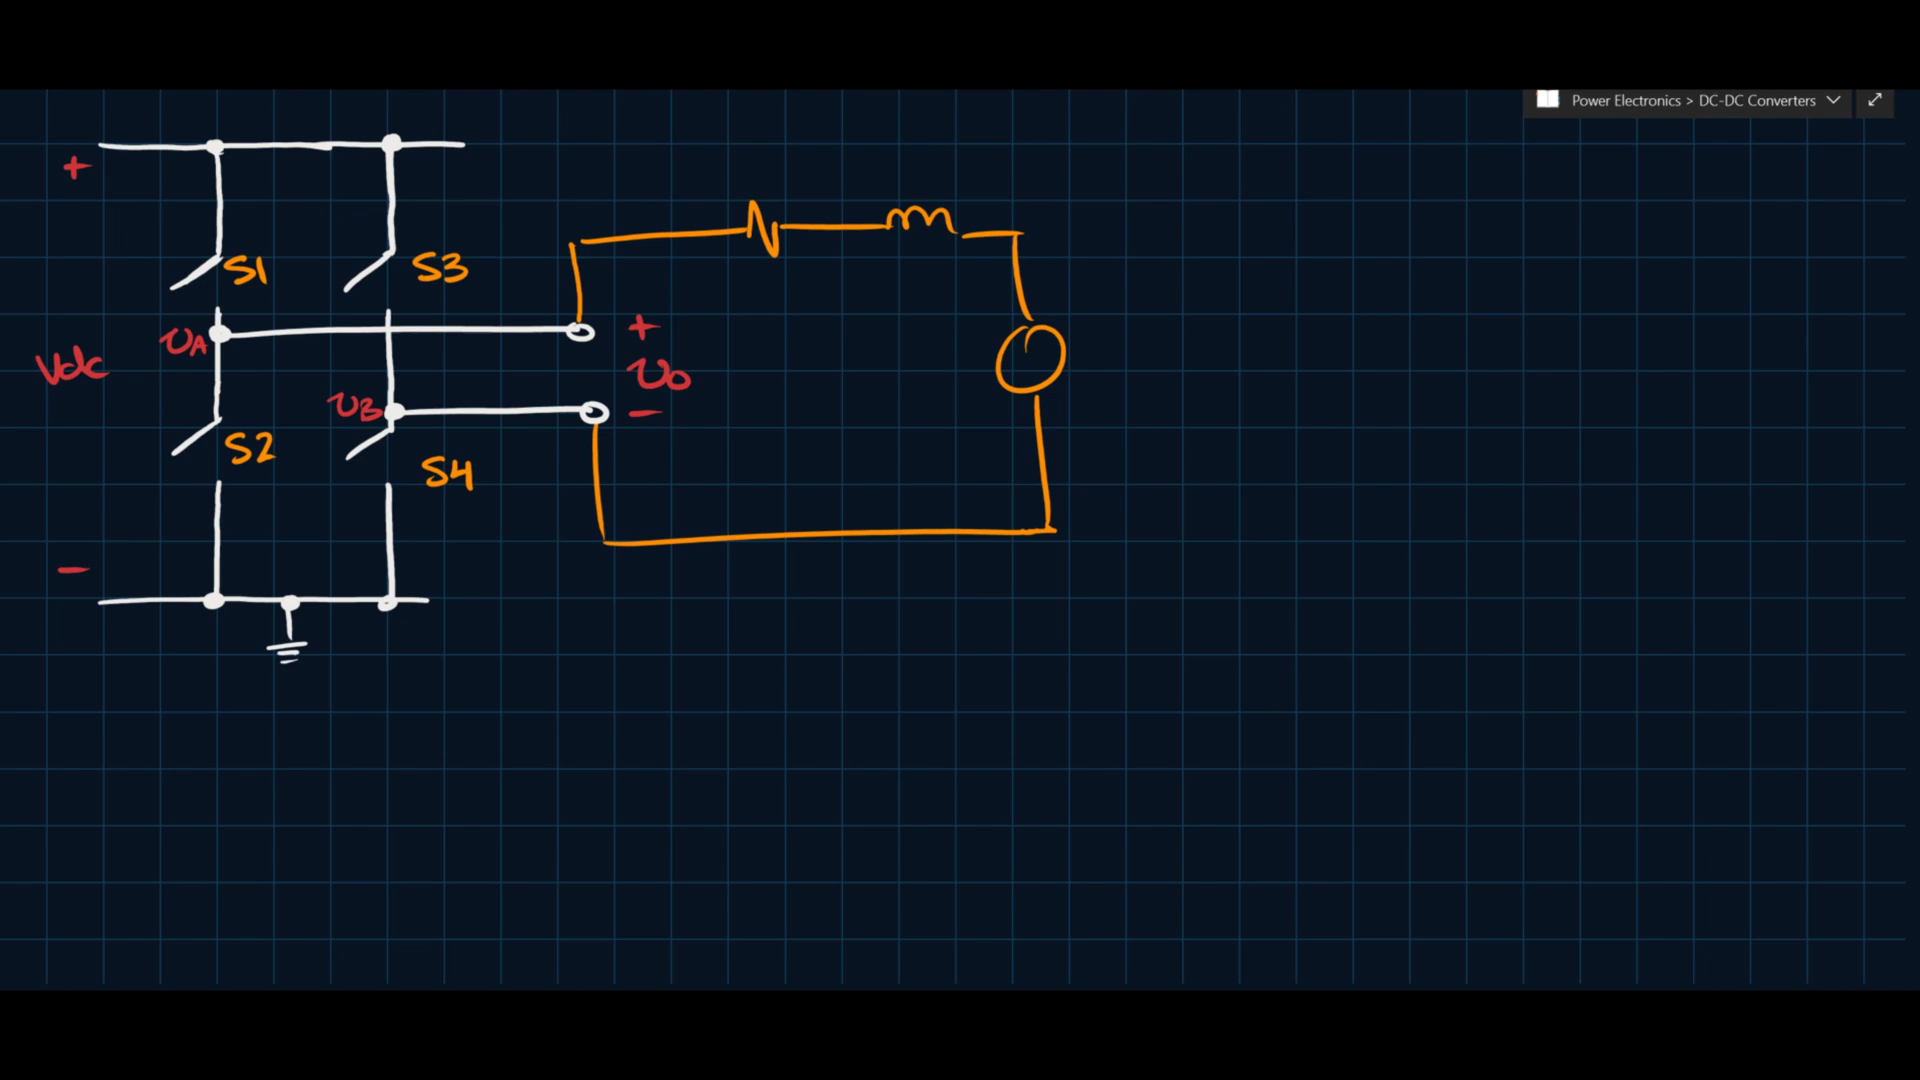 Power Electronics > DC-DC Converters
+
S1
S3
+
vA
Vdc
vo
vB
−
S2
S4
−